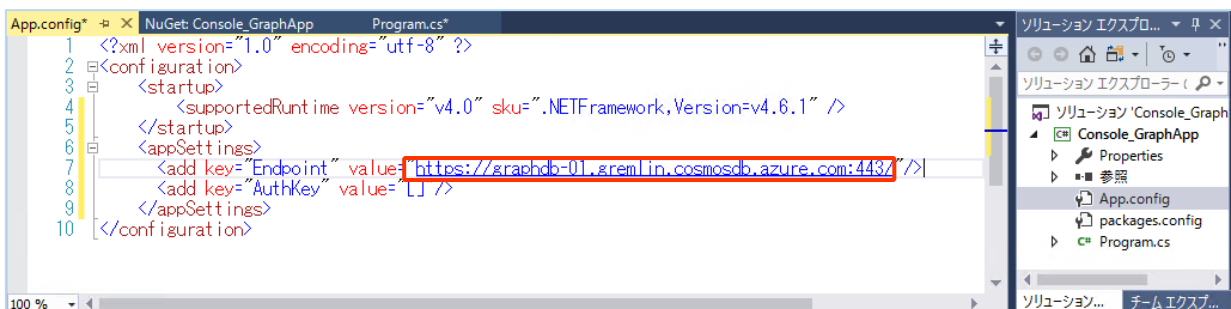 App.config* NuGet: Console_GraphApp Program.cs*
1 <?xml version="1.0" encoding="utf-8" ?>
2 <configuration>
3 <startup>
4 <supportedRuntime version="v4.0" sku=".NETFramework,Version=v4.6.1" />
5 </startup>
6 <appSettings>
7 <add key="Endpoint" value="https://graphdb-01.gremlin.cosmosdb.azure.com:443/"/>
8 <add key="AuthKey" value="[] />
9 </appSettings>
10 </configuration>
100 %
ソリューション エクスプロ...
ソリューション エクスプローラー (
ソリューション 'Console_Graph
C# Console_GraphApp
Properties
参照
App.config
packages.config
C# Program.cs
ソリューション... チーム エクスプ...